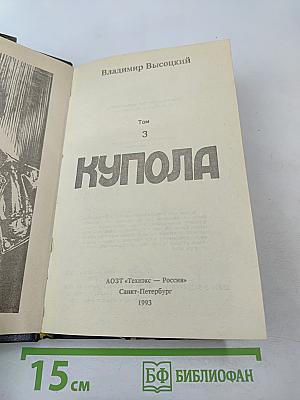 Владимир Высоцкий
Том
3
КУПОЛА
АОЗТ «Технэкс — Россия»
Санкт-Петербург
1993
15 см
БФ БИБЛИОФАН